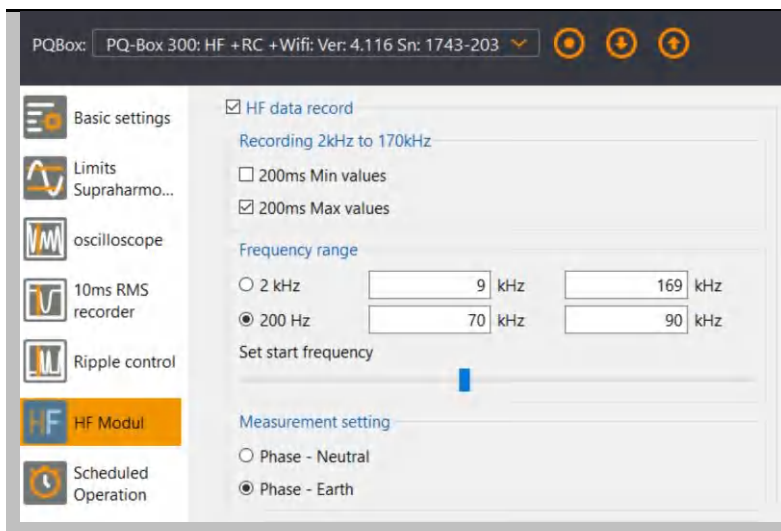 PQBox: PQ-Box 300: HF +RC +Wifi: Ver: 4.116 Sn: 1743-203
Basic settings
Limits
Supraharmo...
oscilloscope
10ms RMS
recorder
Ripple control
HF HF Modul
Scheduled
Operation
HF data record
Recording 2kHz to 170kHz
200ms Min values
200ms Max values
Frequency range
2 kHz 9 kHz 169 kHz
200 Hz 70 kHz 90 kHz
Set start frequency
Measurement setting
Phase - Neutral
Phase - Earth